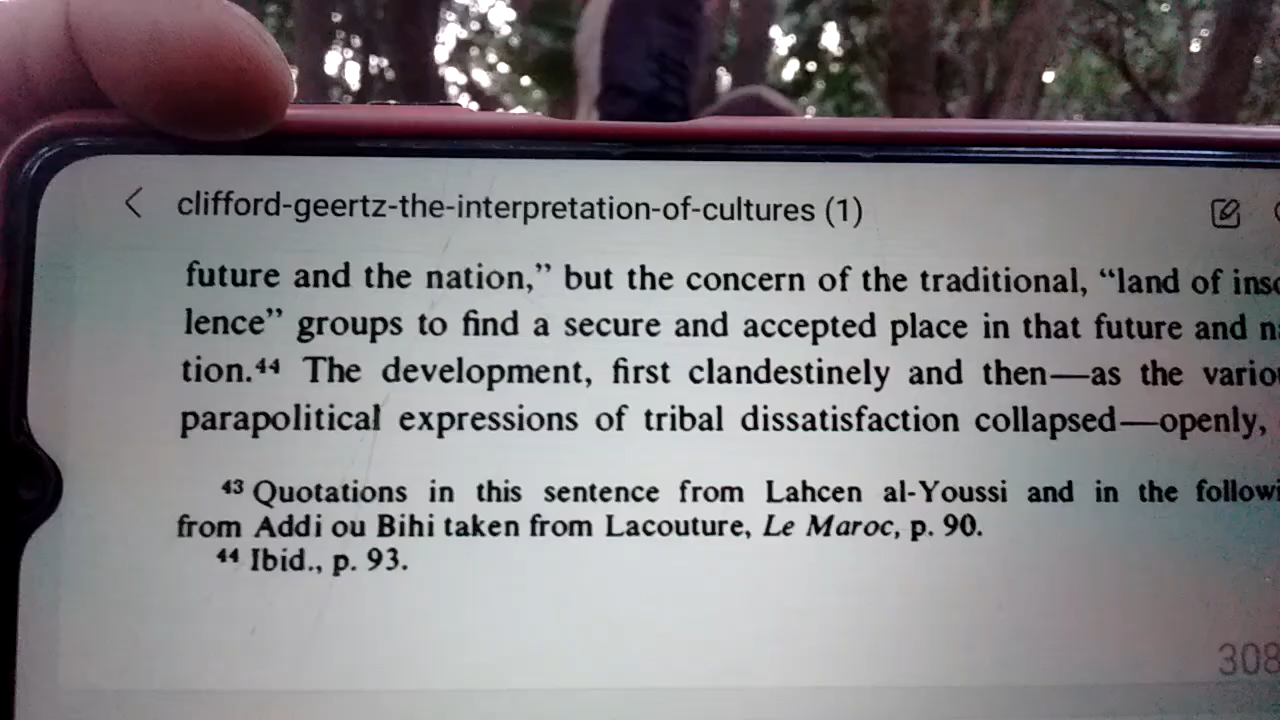 clifford-geertz-the-interpretation-of-cultures (1)
future and the nation,” but the concern of the traditional, “land of
lence” groups to find a secure and accepted place in that future and
tion.⁴⁴ The development, first clandestinely and then—as the
parapolitical expressions of tribal dissatisfaction collapsed—openly,
⁴³ Quotations in this sentence from Lahcen al-Youssi and in the
from Addi ou Bihi taken from Lacouture, Le Maroc, p. 90.
⁴⁴ Ibid., p. 93.
308